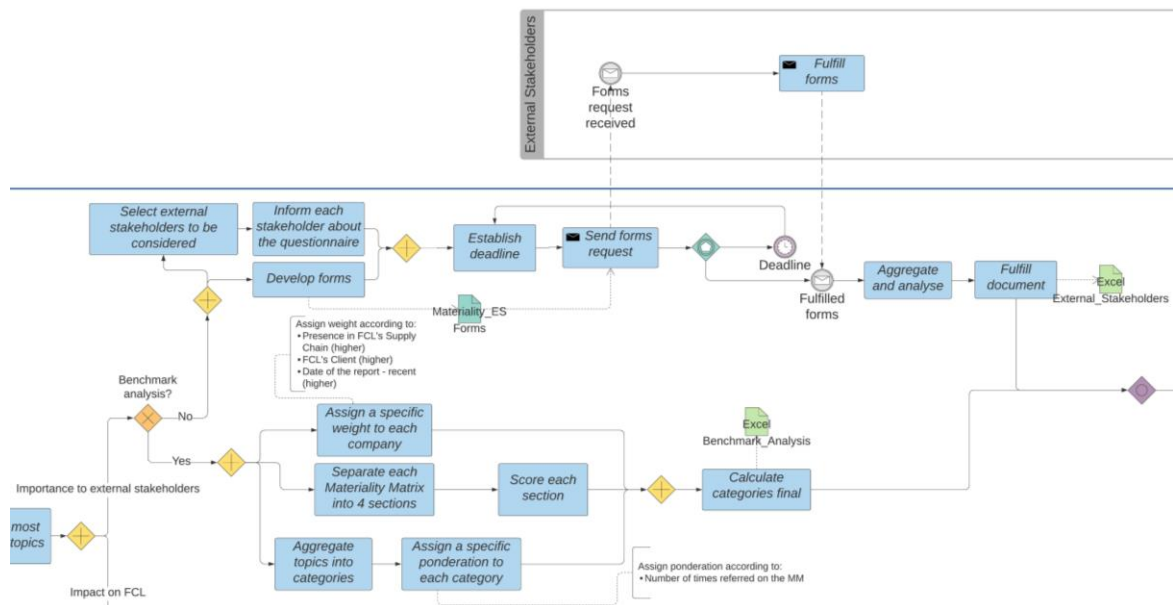 External Stakeholders
Forms
request
received
Fulfill
forms
Select external
stakeholders to be
considered
Inform each
stakeholder about
the questionnaire
Develop forms
Establish
deadline
Send forms
request
Deadline
Fulfilled
forms
Aggregate
and analyse
Fulfill
document
Excel
External_Stakeholders
Materiality_ES
Forms
Assign weight according to:
• Presence in FCL's Supply
Chain (higher)
• FCL's Client (higher)
• Date of the report - recent
(higher)
Benchmark
analysis?
No
Yes
Assign a specific
weight to each
company
Separate each
Materiality Matrix
into 4 sections
Score each
section
Excel
Benchmark_Analysis
Calculate
categories final
Importance to external stakeholders
most
topics
Aggregate
topics into
categories
Assign a specific
ponderation to
each category
Assign ponderation according to:
• Number of times referred on the MM
Impact on FCL